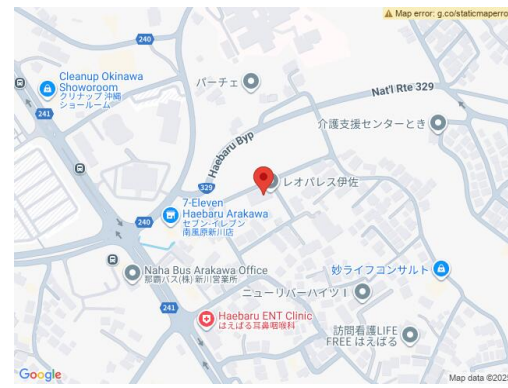 Map error: g.co/staticmaperro
240
Cleanup Okinawa
Showoroom
クリナップ 沖縄
ショールーム
241
パーチェ
Nat'l Rte 329
介護支援センターとき
Haebaru Byp
329
レオパレス伊佐
7-Eleven
Haebaru Arakawa
セブン-イレブン
南風原新川店
240
Naha Bus Arakawa Office
那覇バス(株) 新川営業所
妙ライフコンサルト
ニューリバーハイツ I
241
Haebaru ENT Clinic
はえばる耳鼻咽喉科
訪問看護LIFE
FREE はえばる
Google
Map data ©2025